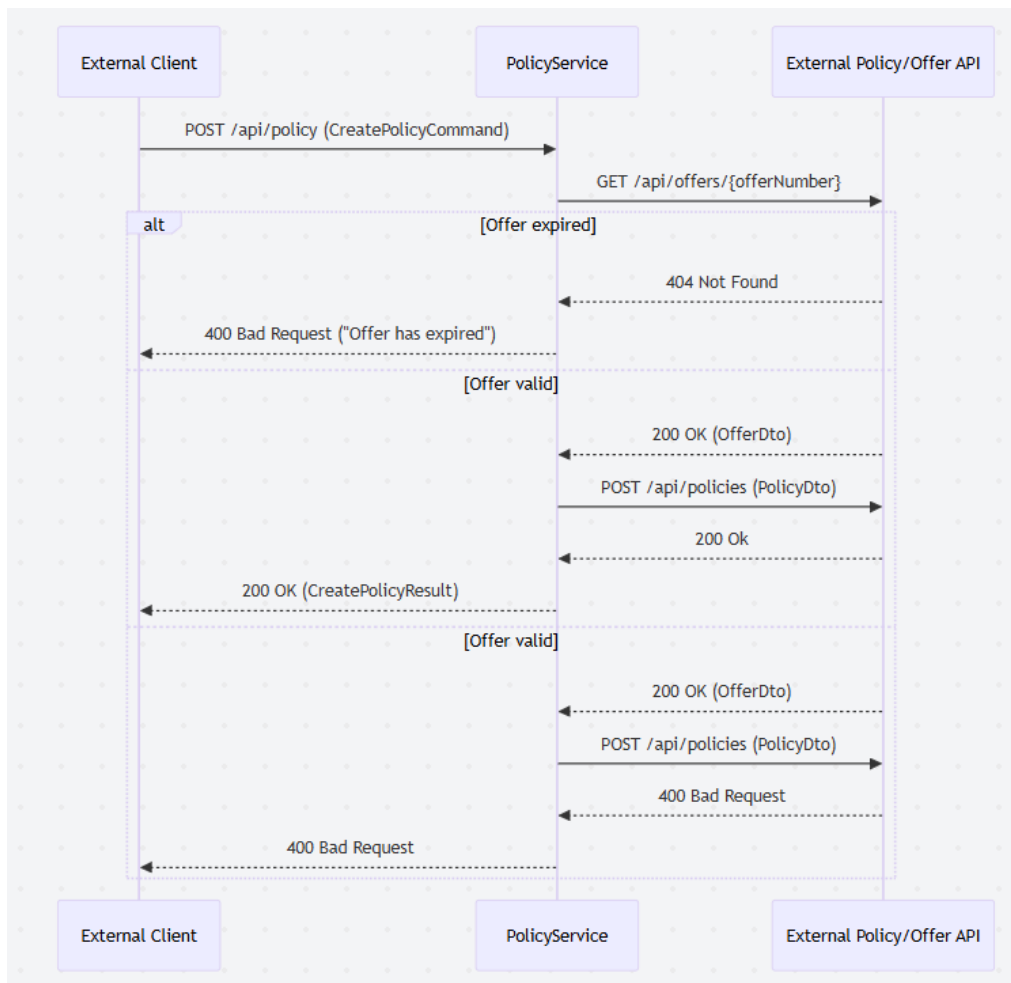 External Client
PolicyService
External Policy/Offer API
POST /api/policy (CreatePolicyCommand)
GET /api/offers/{offerNumber}
alt
[Offer expired]
404 Not Found
400 Bad Request ("Offer has expired")
[Offer valid]
200 OK (OfferDto)
POST /api/policies (PolicyDto)
200 Ok
200 OK (CreatePolicyResult)
[Offer valid]
200 OK (OfferDto)
POST /api/policies (PolicyDto)
400 Bad Request
400 Bad Request
External Client
PolicyService
External Policy/Offer API